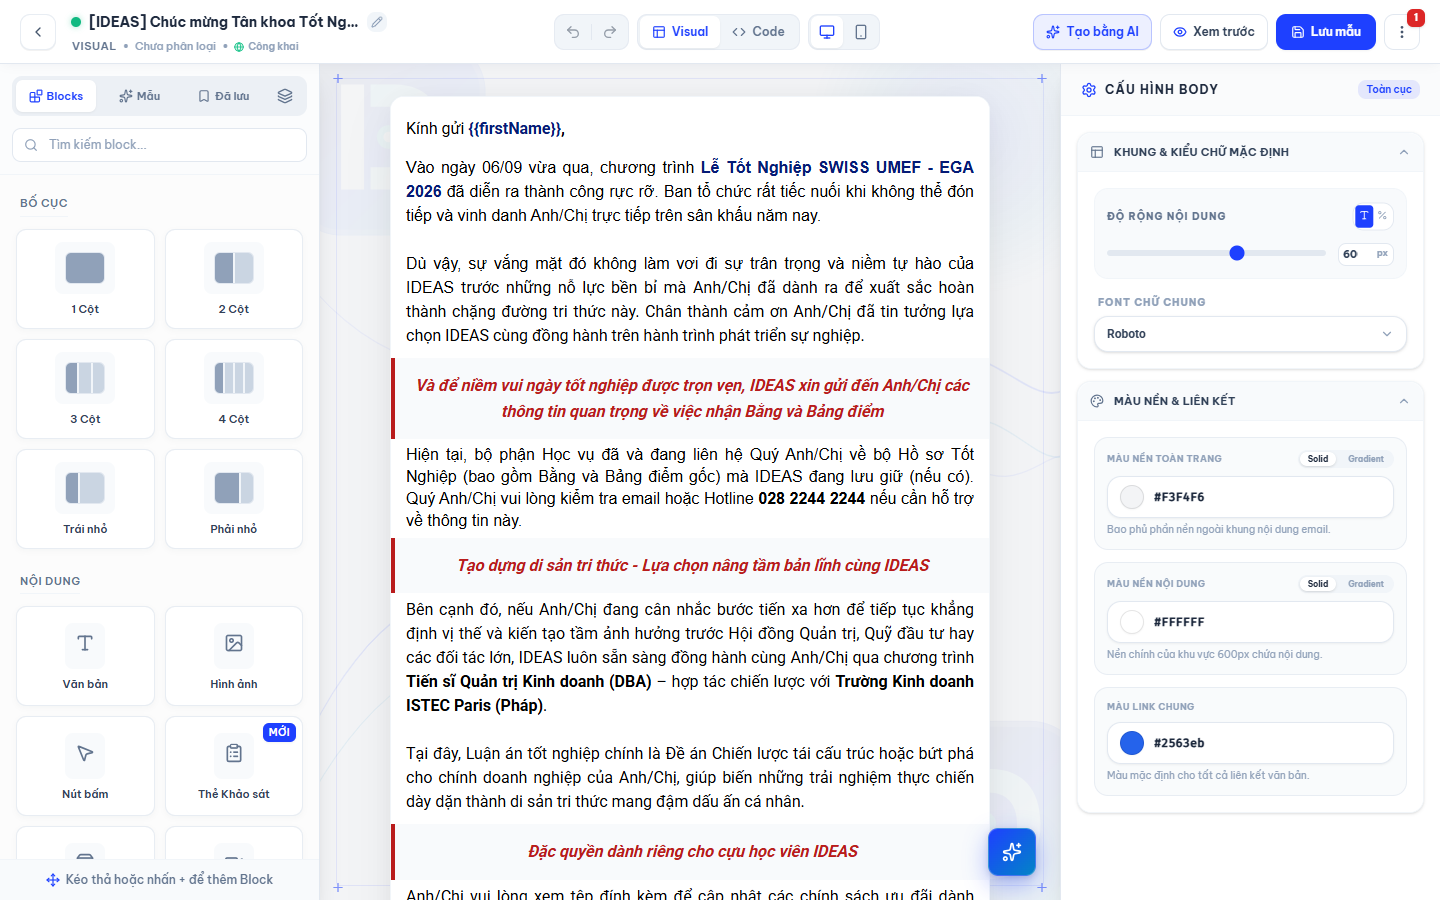 [IDEAS] Chúc mừng Tân khoa Tốt Ng...
VISUAL • Chưa phân loại • Công khai
Visual
Code
Tạo bằng AI
Xem trước
Lưu mẫu
1
Blocks
Mẫu
Đã lưu
Tìm kiếm block...
BỐ CỤC
1 Cột
2 Cột
3 Cột
4 Cột
Trái nhỏ
Phải nhỏ
NỘI DUNG
Văn bản
Hình ảnh
MỚI
Nút bấm
Thẻ Khảo sát
Kéo thả hoặc nhấn + để thêm Block
Kính gửi {{firstName}},
Vào ngày 06/09 vừa qua, chương trình Lễ Tốt Nghiệp SWISS UMEF - EGA
2026 đã diễn ra thành công rực rỡ. Ban tổ chức rất tiếc nuối khi không thể đón
tiếp và vinh danh Anh/Chị trực tiếp trên sân khấu năm nay.
Dù vậy, sự vắng mặt đó không làm vơi đi sự trân trọng và niềm tự hào của
IDEAS trước những nỗ lực bền bỉ mà Anh/Chị đã dành ra để xuất sắc hoàn
thành chặng đường tri thức này. Chân thành cảm ơn Anh/Chị đã tin tưởng lựa
chọn IDEAS cùng đồng hành trên hành trình phát triển sự nghiệp.
Và để niềm vui ngày tốt nghiệp được trọn vẹn, IDEAS xin gửi đến Anh/Chị các
thông tin quan trọng về việc nhận Bằng và Bảng điểm
Hiện tại, bộ phận Học vụ đã và đang liên hệ Quý Anh/Chị về bộ Hồ sơ Tốt
Nghiệp (bao gồm Bằng và Bảng điểm gốc) mà IDEAS đang lưu giữ (nếu có).
Quý Anh/Chị vui lòng kiểm tra email hoặc Hotline 028 2244 2244 nếu cần hỗ trợ
về thông tin này.
Tạo dựng di sản tri thức - Lựa chọn nâng tầm bản lĩnh cùng IDEAS
Bên cạnh đó, nếu Anh/Chị đang cân nhắc bước tiến xa hơn để tiếp tục khẳng
định vị thế và kiến tạo tầm ảnh hưởng trước Hội đồng Quản trị, Quỹ đầu tư hay
các đối tác lớn, IDEAS luôn sẵn sàng đồng hành cùng Anh/Chị qua chương trình
Tiến sĩ Quản trị Kinh doanh (DBA) – hợp tác chiến lược với Trường Kinh doanh
ISTEC Paris (Pháp).
Tại đây, Luận án tốt nghiệp chính là Đề án Chiến lược tái cấu trúc hoặc bứt phá
cho chính doanh nghiệp của Anh/Chị, giúp biến những trải nghiệm thực chiến
dày dặn thành di sản tri thức mang đậm dấu ấn cá nhân.
Đặc quyền dành riêng cho cựu học viên IDEAS
Anh/Chị vui lòng xem tệp đính kèm để cập nhật các chính sách ưu đãi dành
CẤU HÌNH BODY
Toàn cục
KHUNG & KIỂU CHỮ MẶC ĐỊNH
ĐỘ RỘNG NỘI DUNG
T %
60 px
FONT CHỮ CHUNG
Roboto
MÀU NỀN & LIÊN KẾT
MÀU NỀN TOÀN TRANG
Solid Gradient
#F3F4F6
Bao phủ phần nền ngoài khung nội dung email.
MÀU NỀN NỘI DUNG
Solid Gradient
#FFFFFF
Nền chính của khu vực 600px chứa nội dung.
MÀU LINK CHUNG
#2563eb
Màu mặc định cho tất cả liên kết văn bản.